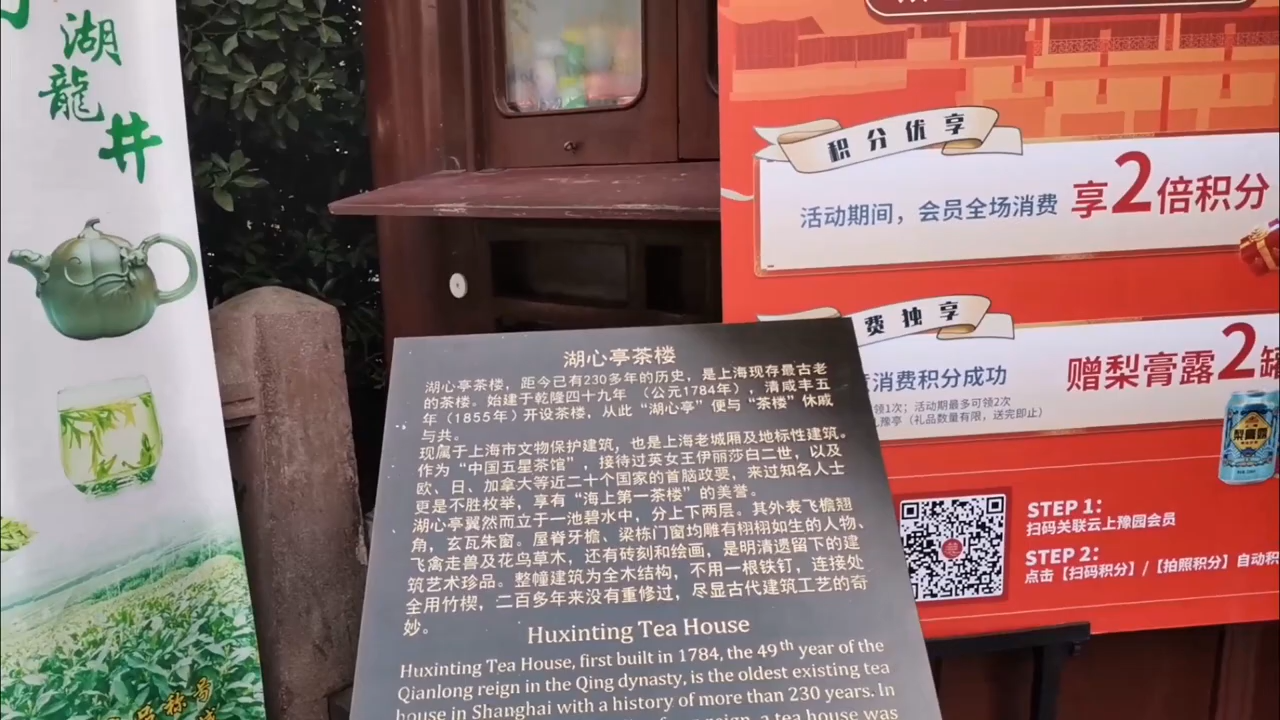 湖
龍
井
湖心亭茶楼
湖心亭茶楼，距今已有230多年的历史，是上海现存最古老
的茶楼。始建于乾隆四十九年（公元1784年），清咸丰五
年（1855年）开设茶楼，从此“湖心亭”便与“茶楼”休戚
与共。
现属于上海市文物保护建筑，也是上海老城厢及地标性建筑。
作为“中国五星茶馆”，接待过英女王伊丽莎白二世，以及
欧、日、加拿大等近二十个国家的首脑政要，来过知名人士
更是不胜枚举，享有“海上第一茶楼”的美誉。
湖心亭翼然而立于一池碧水中，分上下两层。其外表飞檐翘
角，玄瓦朱窗。屋脊牙檐、梁栋门窗均雕有栩栩如生的人物、
飞禽走兽及花鸟草木，还有砖刻和绘画，是明清遗留下的建
筑艺术珍品。整幢建筑为全木结构，不用一根铁钉，连接处
全用竹楔，二百多年来没有重修过，尽显古代建筑工艺的奇
妙。
Huxinting Tea House
Huxinting Tea House, first built in 1784, the 49th year of the
Qianlong reign in the Qing dynasty, is the oldest existing tea
house in Shanghai with a history of more than 230 years. In
reign, a tea house was
积分优享
活动期间，会员全场消费 享2倍积分
费独享
消费积分成功 赠梨膏露2罐
领1次；活动期最多可领2次
豫亭（礼品数量有限，送完即止）
梨膏露
STEP 1:
扫码关联云上豫园会员
STEP 2:
点击【扫码积分】/【拍照积分】自动积